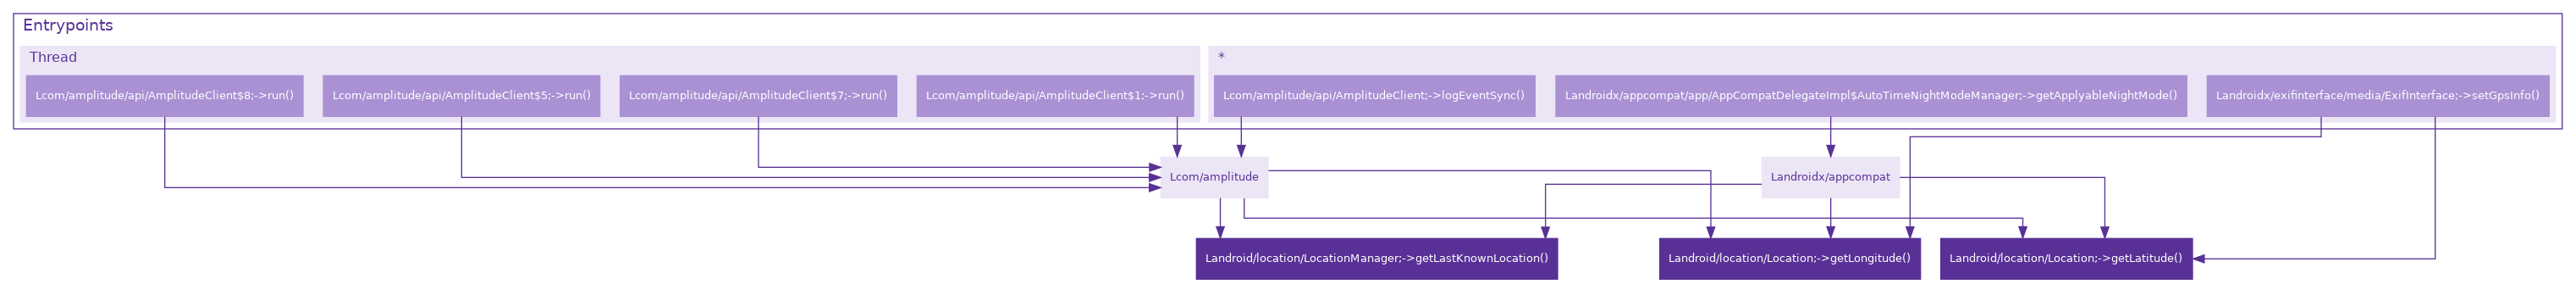 Entrypoints
Thread
*
Lcom/amplitude/api/AmplitudeClient$8;->run()
Lcom/amplitude/api/AmplitudeClient$5;->run()
Lcom/amplitude/api/AmplitudeClient$7;->run()
Lcom/amplitude/api/AmplitudeClient$1;->run()
Lcom/amplitude/api/AmplitudeClient;->logEventSync()
Landroidx/appcompat/app/AppCompatDelegateImpl$AutoTimeNightModeManager;->getApplyableNightMode()
Landroidx/exifinterface/media/ExifInterface;->setGpsInfo()
Lcom/amplitude
Landroidx/appcompat
Landroid/location/LocationManager;->getLastKnownLocation()
Landroid/location/Location;->getLongitude()
Landroid/location/Location;->getLatitude()